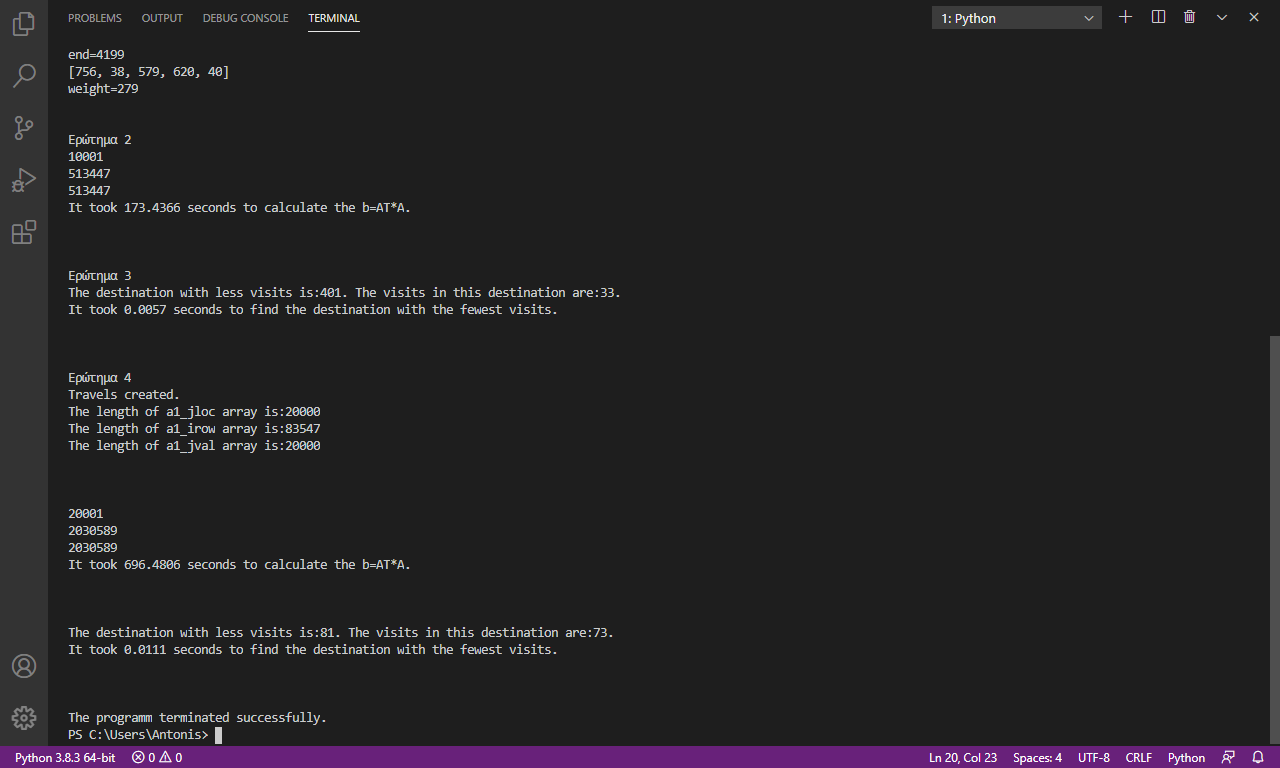 PROBLEMS OUTPUT DEBUG CONSOLE TERMINAL 1: Python
end=4199
[756, 38, 579, 620, 40]
weight=279
Ερώτημα 2
10001
513447
513447
It took 173.4366 seconds to calculate the b=AT*A.
Ερώτημα 3
The destination with less visits is:401. The visits in this destination are:33.
It took 0.0057 seconds to find the destination with the fewest visits.
Ερώτημα 4
Travels created.
The length of a1_jloc array is:20000
The length of a1_irow array is:83547
The length of a1_jval array is:20000
20001
2030589
2030589
It took 696.4806 seconds to calculate the b=AT*A.
The destination with less visits is:81. The visits in this destination are:73.
It took 0.0111 seconds to find the destination with the fewest visits.
The programm terminated successfully.
PS C:\Users\Antonis>
Python 3.8.3 64-bit 0 0 Ln 20, Col 23 Spaces: 4 UTF-8 CRLF Python